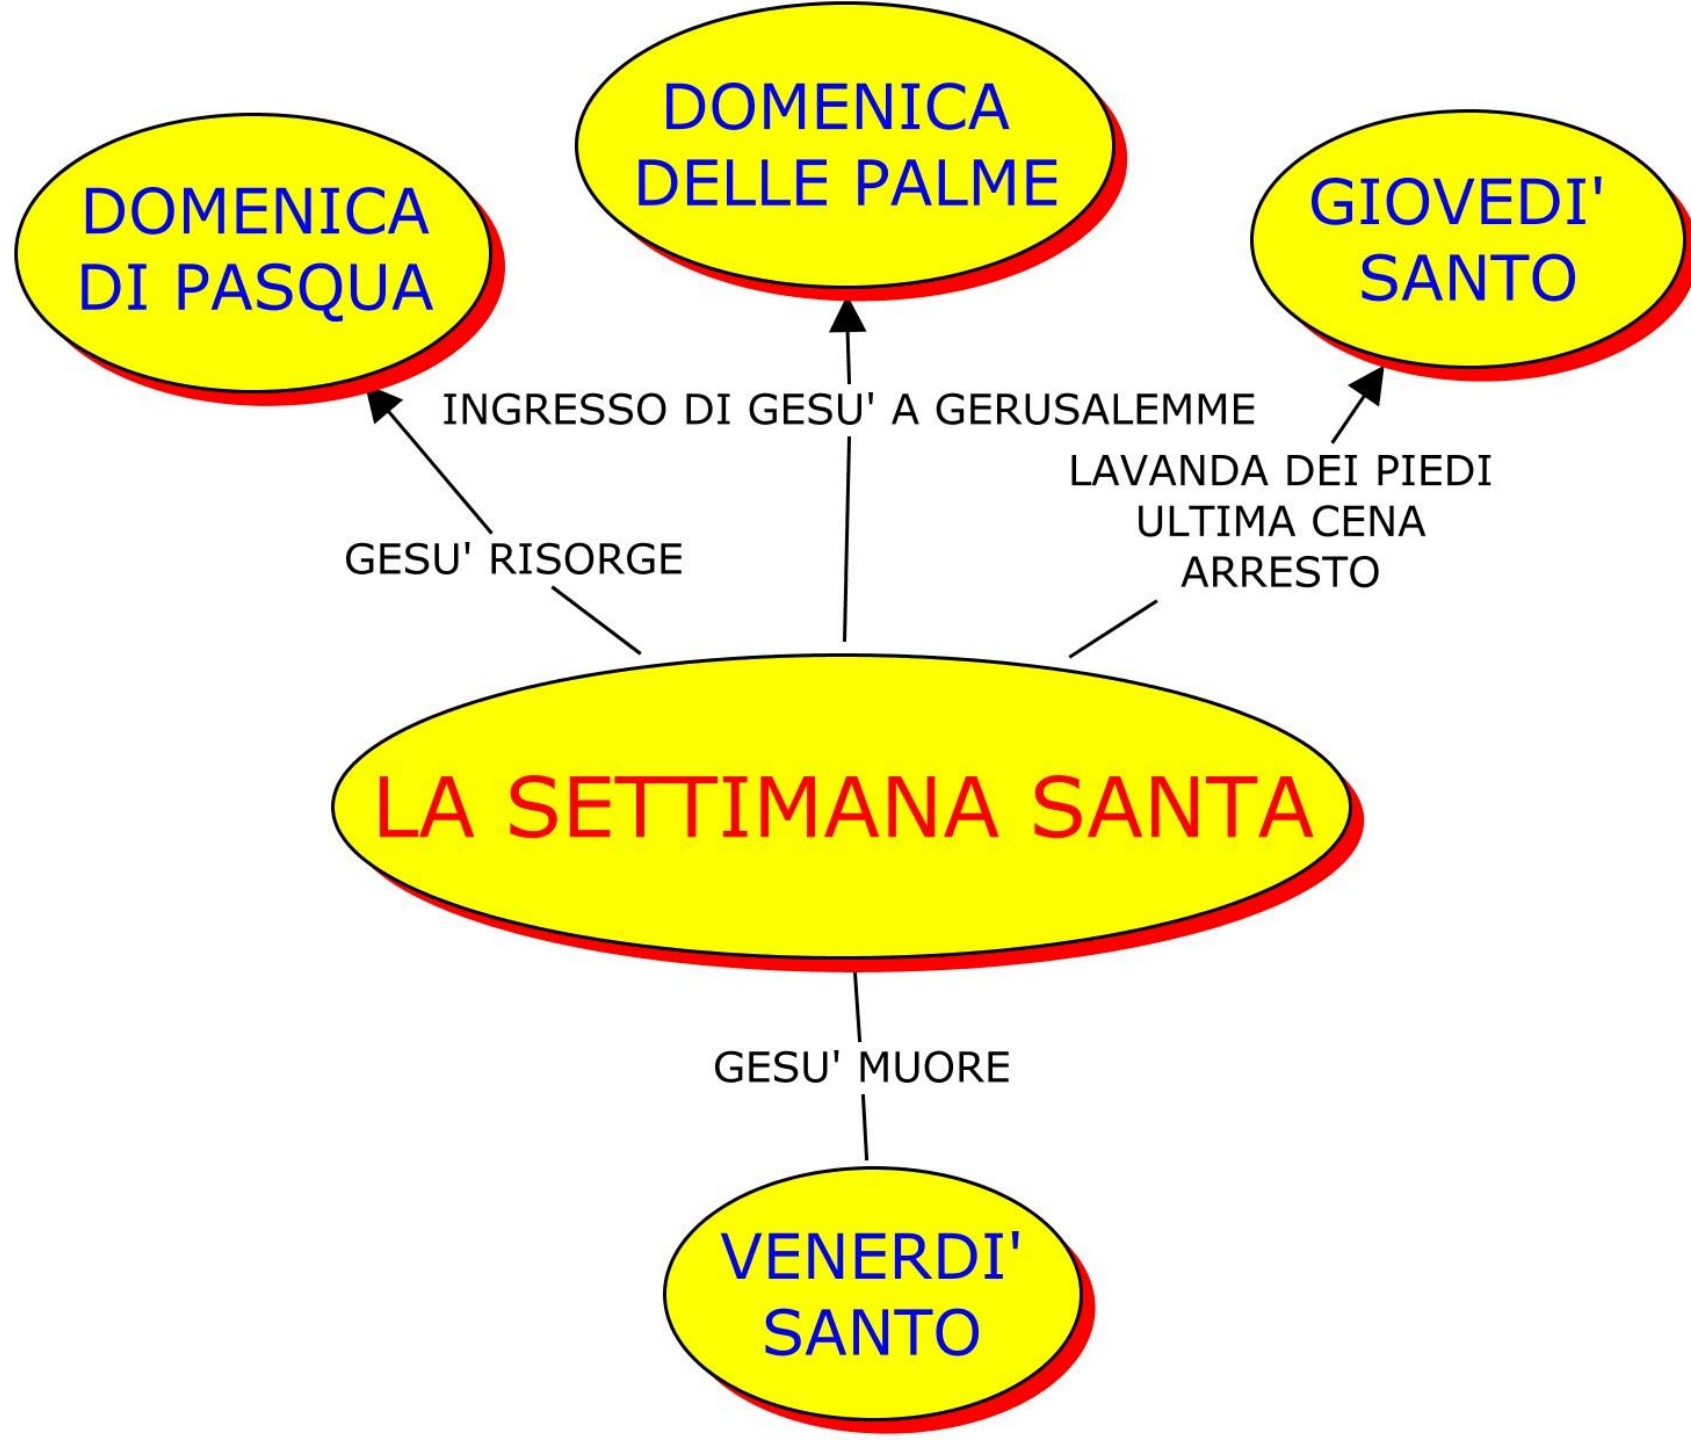 DOMENICA
DELLE PALME
DOMENICA
DI PASQUA
GIOVEDI'
SANTO
INGRESSO DI GESU' A GERUSALEMME
LAVANDA DEI PIEDI
ULTIMA CENA
ARRESTO
GESU' RISORGE
LA SETTIMANA SANTA
GESU' MUORE
VENERDI'
SANTO